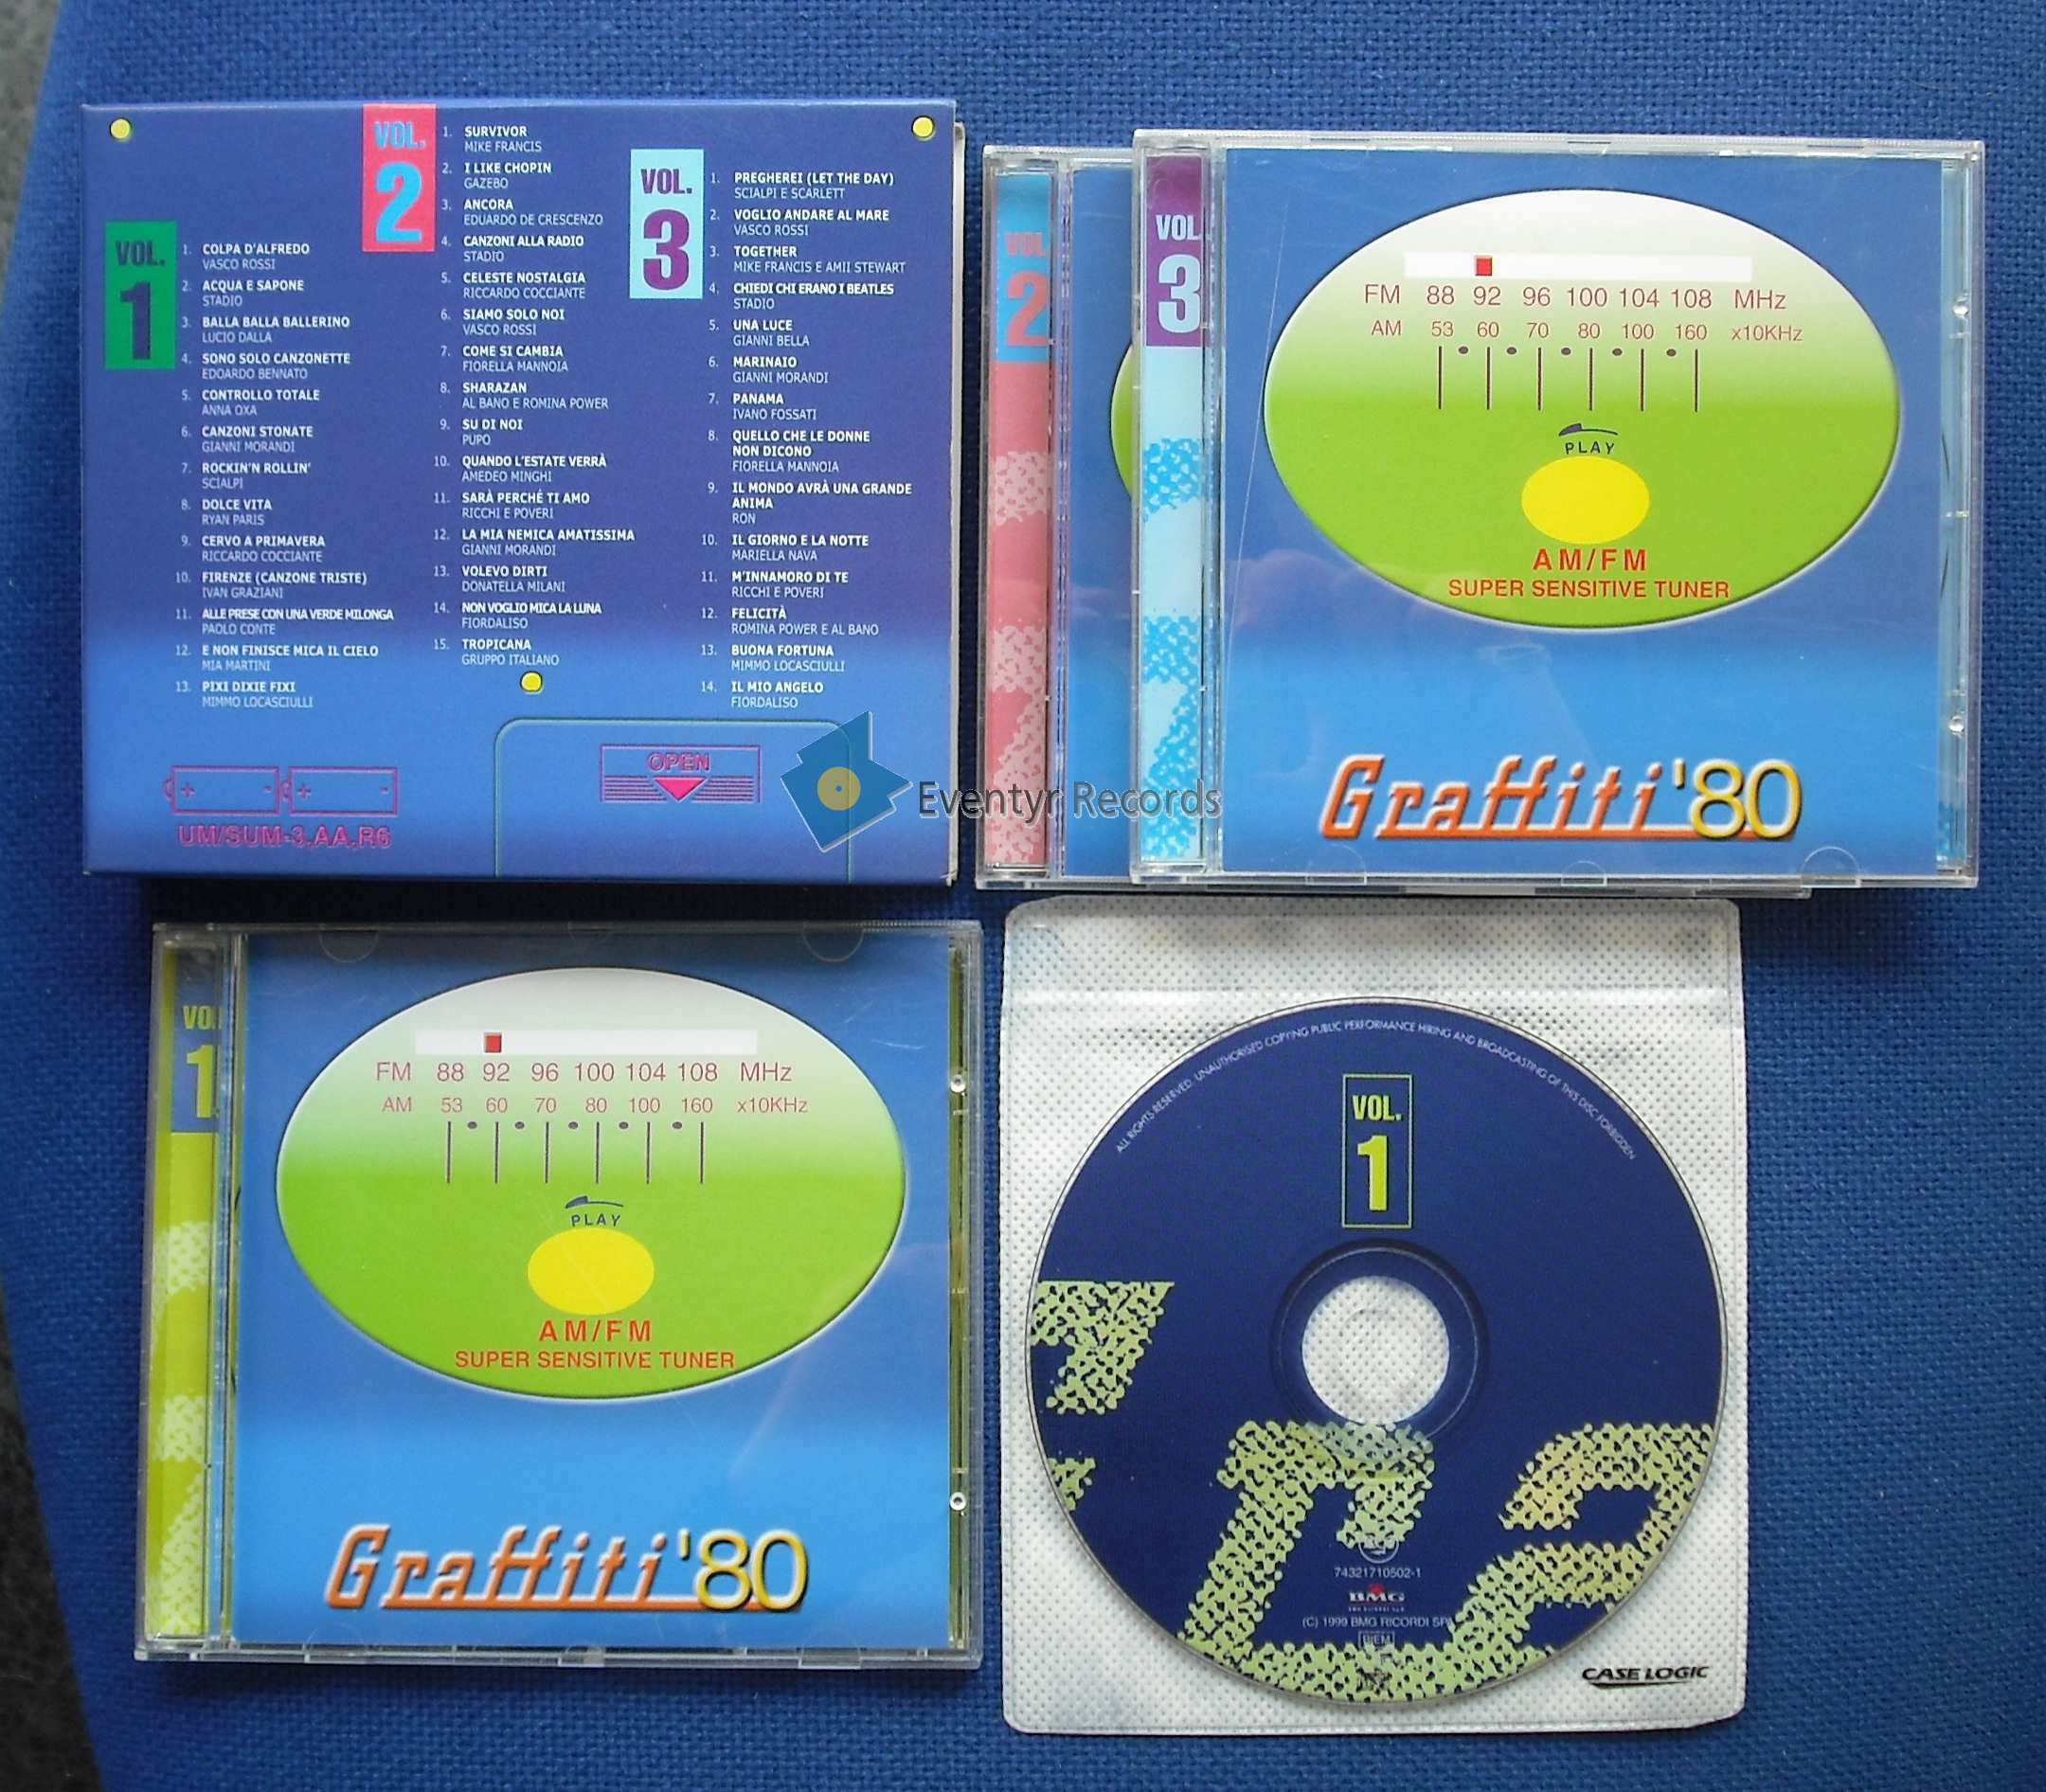 VOL.
1
1. COLPA D'ALFREDO
VASCO ROSSI
2. ACQUA E SAPONE
STADIO
3. BALLA BALLA BALLERINO
LUCIO DALLA
4. SONO SOLO CANZONETTE
EDOARDO BENNATO
5. CONTROLLO TOTALE
ANNA OXA
6. CANZONI STONATE
GIANNI MORANDI
7. ROCKIN'N ROLLIN'
SCIALPI
8. DOLCE VITA
RYAN PARIS
9. CERVO A PRIMAVERA
RICCARDO COCCIANTE
10. FIRENZE (CANZONE TRISTE)
IVAN GRAZIANI
11. ALLE PRESE CON UNA VERDE MILONGA
PAOLO CONTE
12. E NON FINISCE MICA IL CIELO
MIA MARTINI
13. PIXI DIXIE FIXI
MIMMO LOCASCIULLI
VOL.
2
1. SURVIVOR
MIKE FRANCIS
2. I LIKE CHOPIN
GAZEBO
3. ANCORA
EDUARDO DE CRESCENZO
4. CANZONI ALLA RADIO
STADIO
5. CELESTE NOSTALGIA
RICCARDO COCCIANTE
6. SIAMO SOLO NOI
VASCO ROSSI
7. COME SI CAMBIA
FIORELLA MANNOIA
8. SHARAZAN
AL BANO E ROMINA POWER
9. SU DI NOI
PUPO
10. QUANDO L'ESTATE VERRÀ
AMEDEO MINGHI
11. SARÀ PERCHÉ TI AMO
RICCHI E POVERI
12. LA MIA NEMICA AMATISSIMA
GIANNI MORANDI
13. VOLEVO DIRTI
DONATELLA MILANI
14. NON VOGLIO MICA LA LUNA
FIORDALISO
15. TROPICANA
GRUPPO ITALIANO
VOL.
3
1. PREGHEREI (LET THE DAY)
SCIALPI E SCARLETT
2. VOGLIO ANDARE AL MARE
VASCO ROSSI
3. TOGETHER
MIKE FRANCIS E AMII STEWART
4. CHIEDI CHI ERANO I BEATLES
STADIO
5. UNA LUCE
GIANNI BELLA
6. MARINAIO
GIANNI MORANDI
7. PANAMA
IVANO FOSSATI
8. QUELLO CHE LE DONNE
NON DICONO
FIORELLA MANNOIA
9. IL MONDO AVRÀ UNA GRANDE
ANIMA
RON
10. IL GIORNO E LA NOTTE
MARIELLA NAVA
11. M'INNAMORO DI TE
RICCHI E POVERI
12. FELICITÀ
ROMINA POWER E AL BANO
13. BUONA FORTUNA
MIMMO LOCASCIULLI
14. IL MIO ANGELO
FIORDALISO
+ - + -
UM/SUM-3,AA,R6
OPEN
Eventyr Records
VOL
2
VOL
3
FM 88 92 96 100 104 108 MHz
AM 53 60 70 80 100 160 x10KHz
PLAY
AM/FM
SUPER SENSITIVE TUNER
Graffiti '80
VO
1
FM 88 92 96 100 104 108 MHz
AM 53 60 70 80 100 160 x10KHz
PLAY
AM/FM
SUPER SENSITIVE TUNER
Graffiti '80
ALL RIGHTS RESERVED. UNAUTHORISED COPYING PUBLIC PERFORMANCE HIRING AND BROADCASTING OF THIS DISC FORBIDDEN
VOL.
1
74321710502-1
BMG
(C) 1999 BMG RICORDI SPA
BIEM
CASE LOGIC